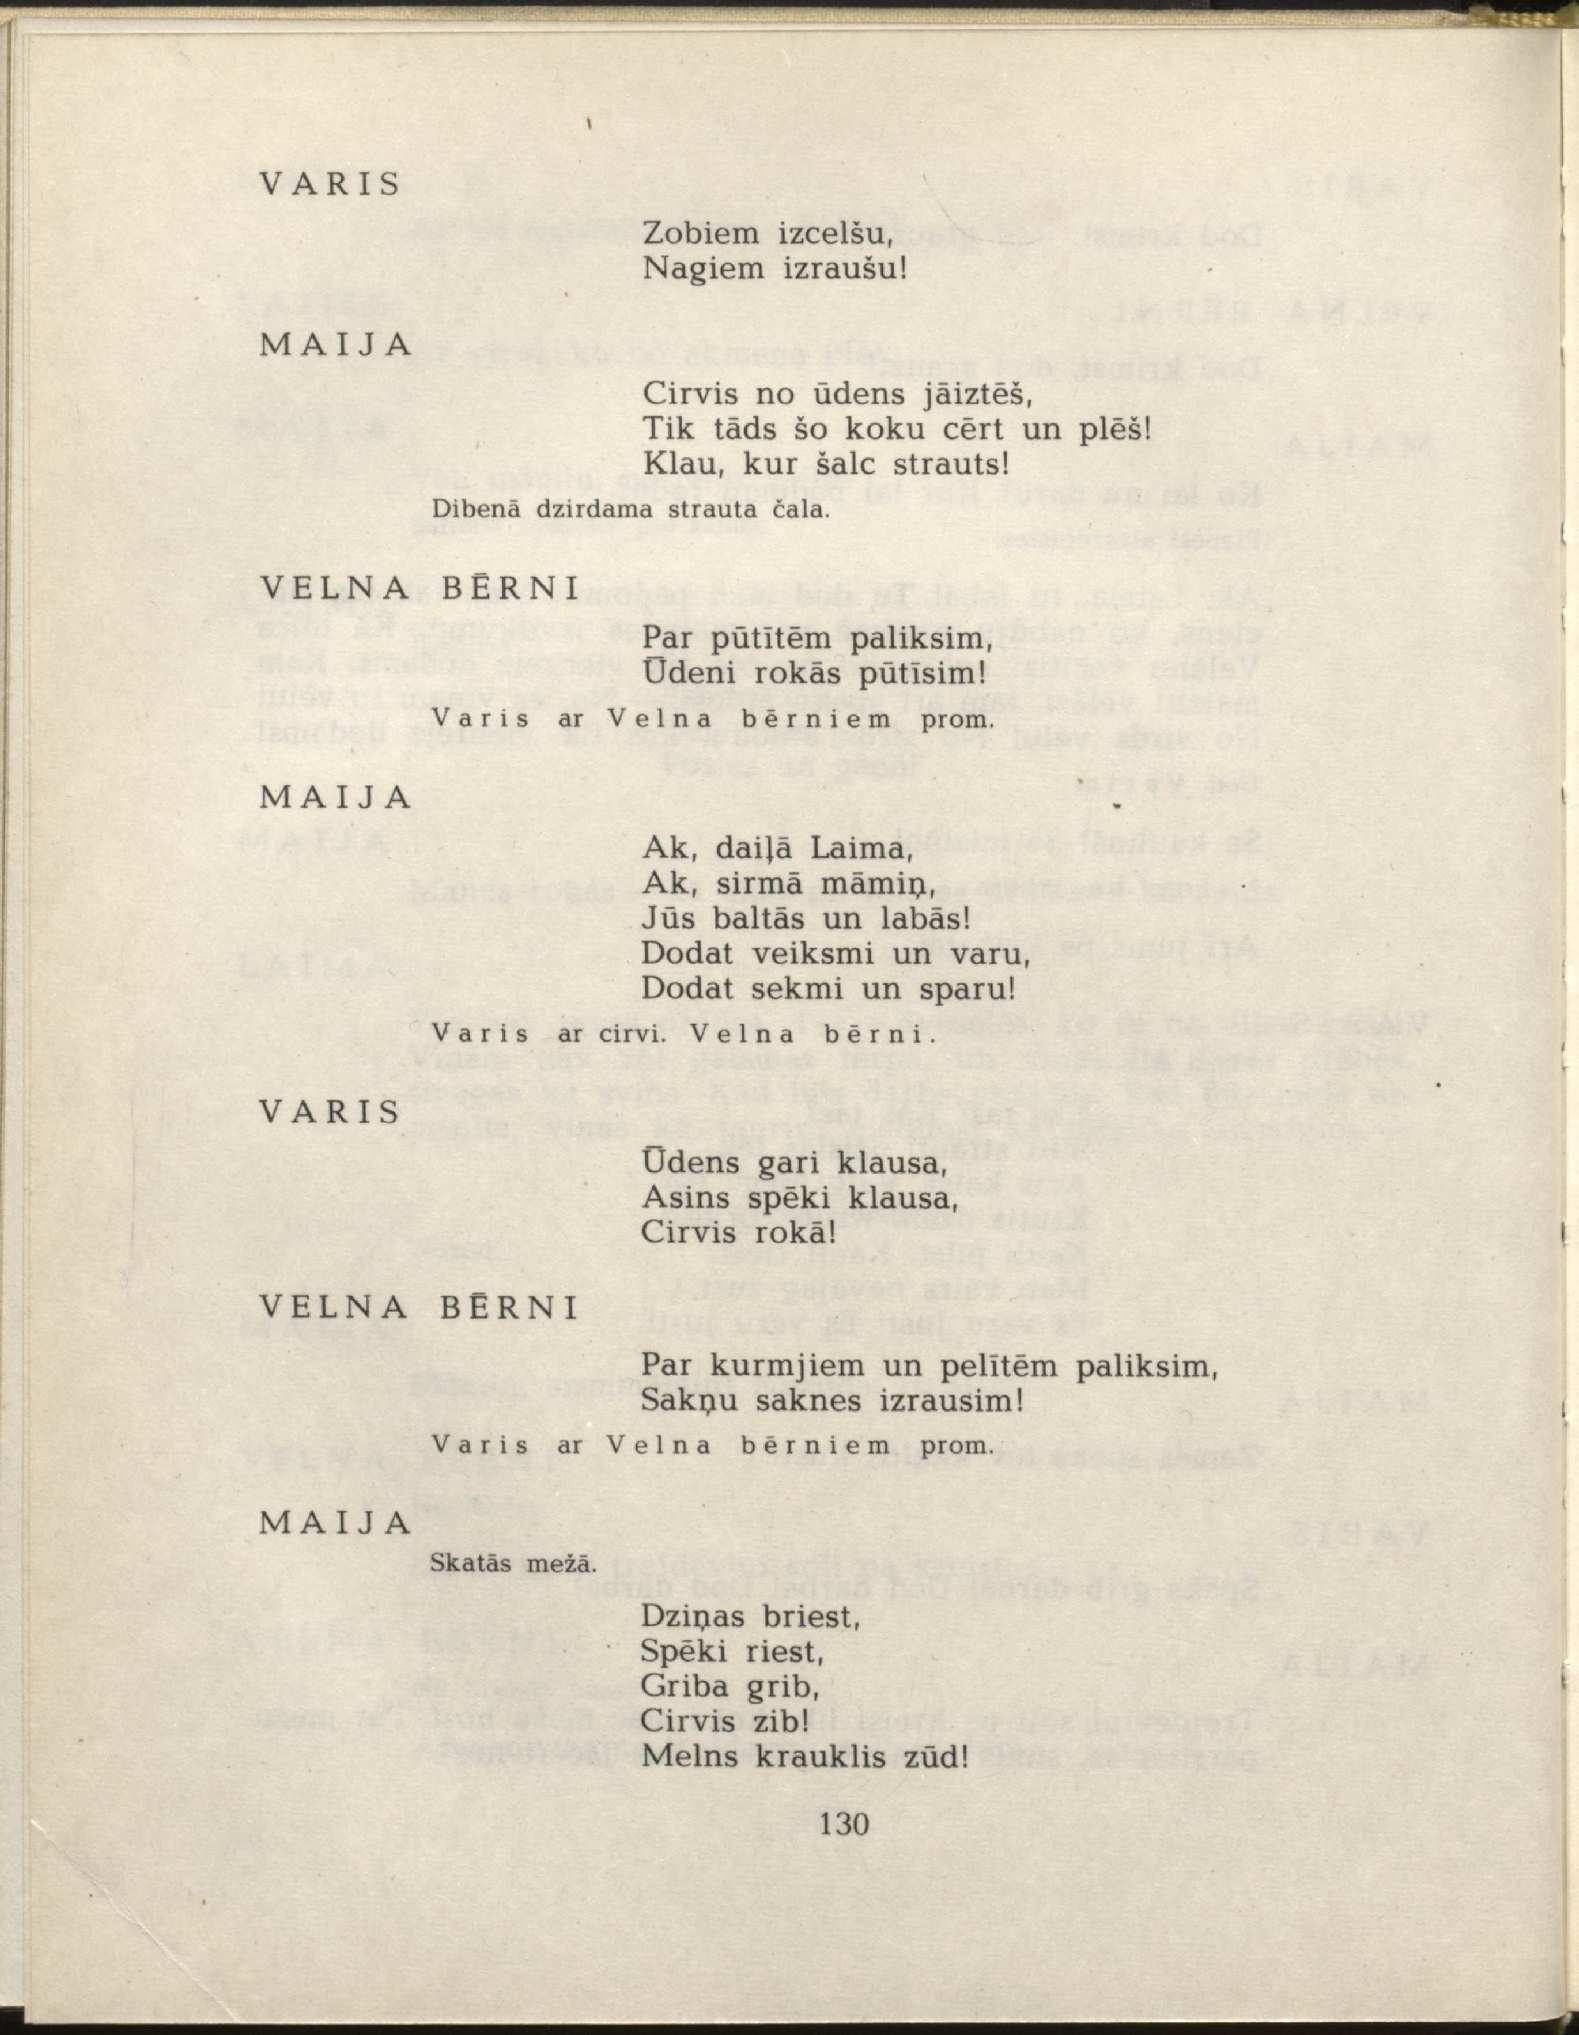 VARIS
Zobiem izcelšu,
Nagiem izraušu!
MAIJA
Cirvis no ūdens jāiztēš,
Tik tāds šo koku cērt un plēš!
Klau, kur šalc strauts!
Dibenā dzirdama strauta čala.
VELNA BĒRNI
Par pūtītēm paliksim,
Ūdeni rokās pūtīsim!
Varis ar Velna bērniem prom.
MAIJA
Ak, daiļā Laima,
Ak, sirmā māmiņ,
Jūs baltās un labās!
Dodat veiksmi un varu,
Dodat sekmi un sparu!
Varis ar cirvi. Velna bērni.
VARIS
Ūdens gari klausa,
Asins spēki klausa,
Cirvis rokā!
VELNA BĒRNI
Par kurmjiem un pelītēm paliksim,
Sakņu saknes izrausim!
Varis ar Velna bērniem prom.
MAIJA
Skatās mežā.
Dziņas briest,
Spēki riest,
Griba grib,
Cirvis zib!
Melns krauklis zūd!
130